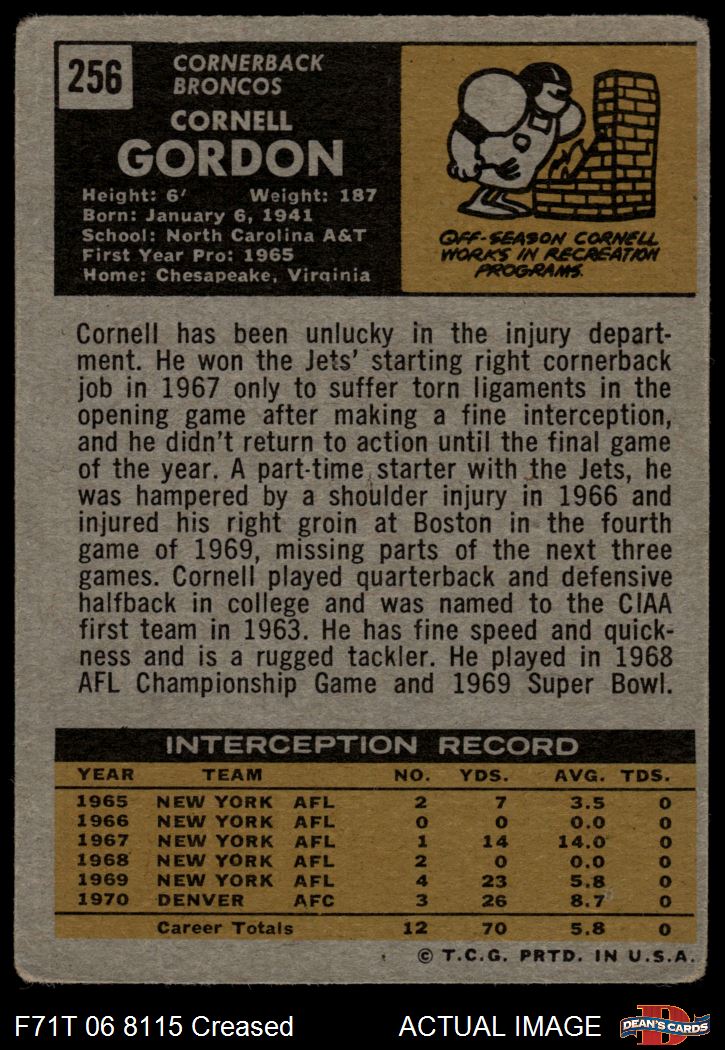 256
CORNERBACK
BRONCOS
CORNELL
GORDON
Height: 6' Weight: 187
Born: January 6, 1941
School: North Carolina A&T
First Year Pro: 1965
Home: Chesapeake, Virginia
OFF-SEASON CORNELL
WORKS IN RECREATION
PROGRAMS.
Cornell has been unlucky in the injury depart-
ment. He won the Jets' starting right cornerback
job in 1967 only to suffer torn ligaments in the
opening game after making a fine interception,
and he didn't return to action until the final game
of the year. A part-time starter with the Jets, he
was hampered by a shoulder injury in 1966 and
injured his right groin at Boston in the fourth
game of 1969, missing parts of the next three
games. Cornell played quarterback and defensive
halfback in college and was named to the CIAA
first team in 1963. He has fine speed and quick-
ness and is a rugged tackler. He played in 1968
AFL Championship Game and 1969 Super Bowl.
INTERCEPTION RECORD
YEAR TEAM NO. YDS. AVG. TDS.
1965 NEW YORK AFL 2 7 3.5 0
1966 NEW YORK AFL 0 0 0.0 0
1967 NEW YORK AFL 1 14 14.0 0
1968 NEW YORK AFL 2 0 0.0 0
1969 NEW YORK AFL 4 23 5.8 0
1970 DENVER AFC 3 26 8.7 0
Career Totals 12 70 5.8 0
© T.C.G. PRTD. IN U.S.A.
F71T 06 8115 Creased ACTUAL IMAGE
D
DEAN'S CARDS